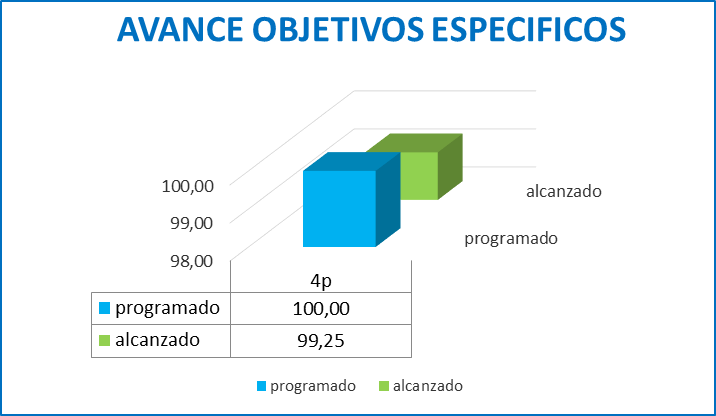 AVANCE OBJETIVOS ESPECIFICOS
100,00
99,00
98,00
alcanzado
programado
4p
programado 100,00
alcanzado 99,25
programado alcanzado